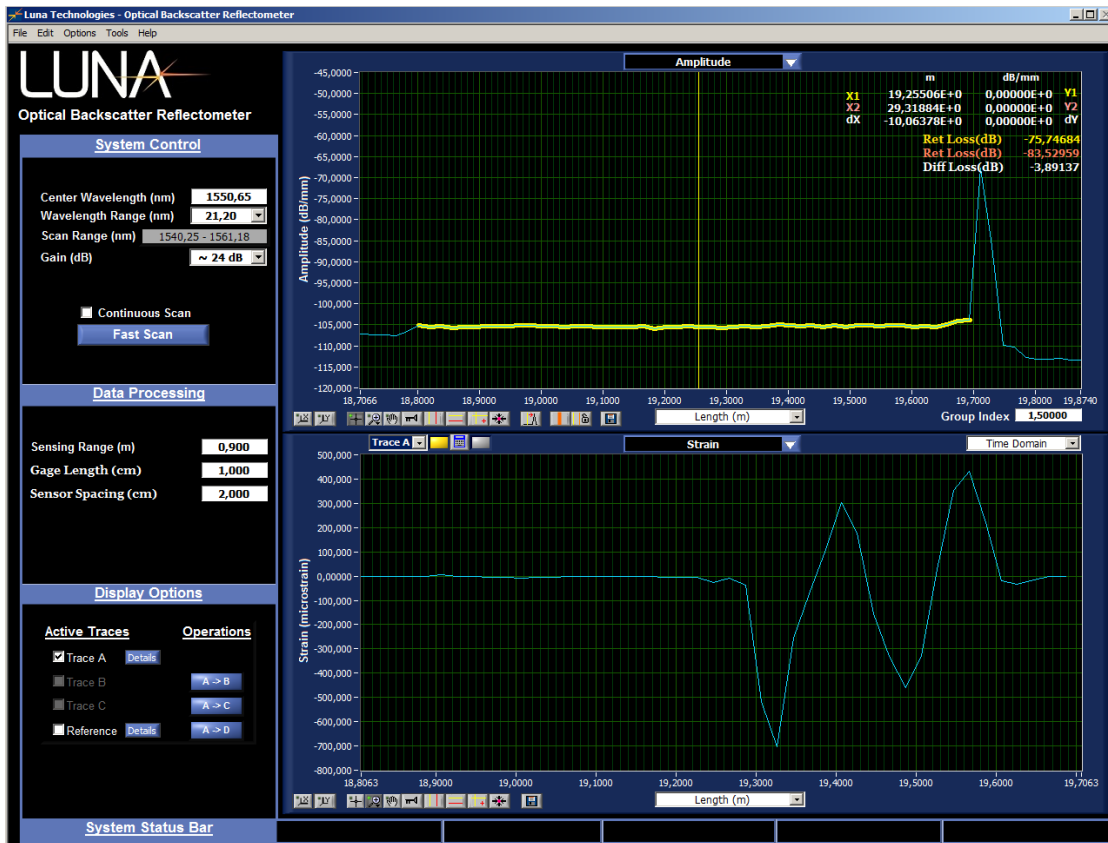 Luna Technologies - Optical Backscatter Reflectometer
File Edit Options Tools Help
LUNA
Optical Backscatter Reflectometer
System Control
Center Wavelength (nm) 1550,65
Wavelength Range (nm) 21,20
Scan Range (nm) 1540,25 - 1561,18
Gain (dB) ~ 24 dB
Continuous Scan
Fast Scan
Data Processing
Sensing Range (m) 0,900
Gage Length (cm) 1,000
Sensor Spacing (cm) 2,000
Display Options
Active Traces Operations
Trace A Details
Trace B A -> B
Trace C A -> C
Reference Details A -> D
System Status Bar
Amplitude
m dB/mm
X1 19,25506E+0 0,00000E+0 Y1
X2 29,31884E+0 0,00000E+0 Y2
dX -10,06378E+0 0,00000E+0 dY
Ret Loss(dB) -75,74684
Ret Loss(dB) -83,52959
Diff Loss(dB) -3,89137
Amplitude (dB/mm)
-45,0000
-50,0000
-55,0000
-60,0000
-65,0000
-70,0000
-75,0000
-80,0000
-85,0000
-90,0000
-95,0000
-100,000
-105,000
-110,000
-115,000
-120,000
18,7066 18,8000 18,9000 19,0000 19,1000 19,2000 19,3000 19,4000 19,5000 19,6000 19,7000 19,8740
Length (m)
Group Index 1,50000
Trace A
Strain
Time Domain
Strain (microstrain)
500,000
400,000
300,000
200,000
100,000
0,00000
-100,000
-200,000
-300,000
-400,000
-500,000
-600,000
-700,000
-800,000
18,8063 18,9000 19,0000 19,1000 19,2000 19,3000 19,4000 19,5000 19,6000 19,7063
Length (m)